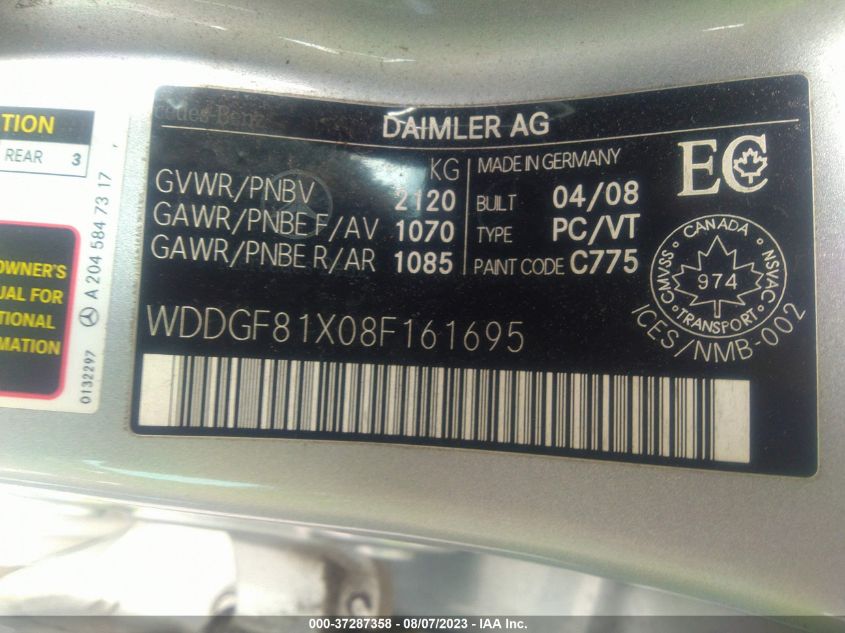 TION
REAR 3
OWNER'S
UAL FOR
TIONAL
MATION
0132297 A 204 584 73 17
DAIMLER AG
KG
GVWR/PNBV 2120
GAWR/PNBE F/AV 1070
GAWR/PNBE R/AR 1085
MADE IN GERMANY
BUILT 04/08
TYPE PC/VT
PAINT CODE C775
EC
CANADA
CMVSS NSVAC
974
TRANSPORT
ICES/NMB-002
WDDGF81X08F161695
000-37287358 - 08/07/2023 - IAA Inc.